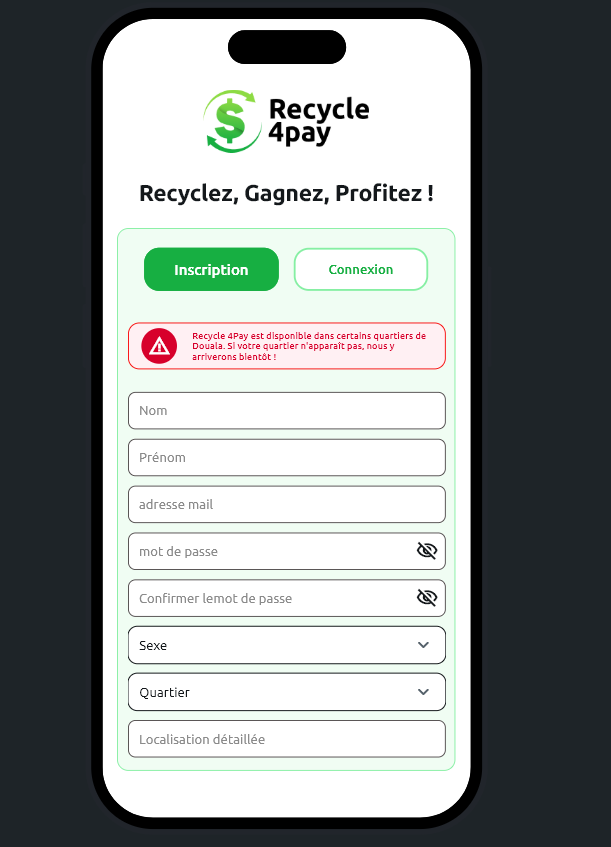 Recycle
4pay
Recyclez, Gagnez, Profitez !
Inscription
Connexion
Recycle 4Pay est disponible dans certains quartiers de
Douala. Si votre quartier n'apparaît pas, nous y
arriverons bientôt !
Nom
Prénom
adresse mail
mot de passe
Confirmer lemot de passe
Sexe
Quartier
Localisation détaillée